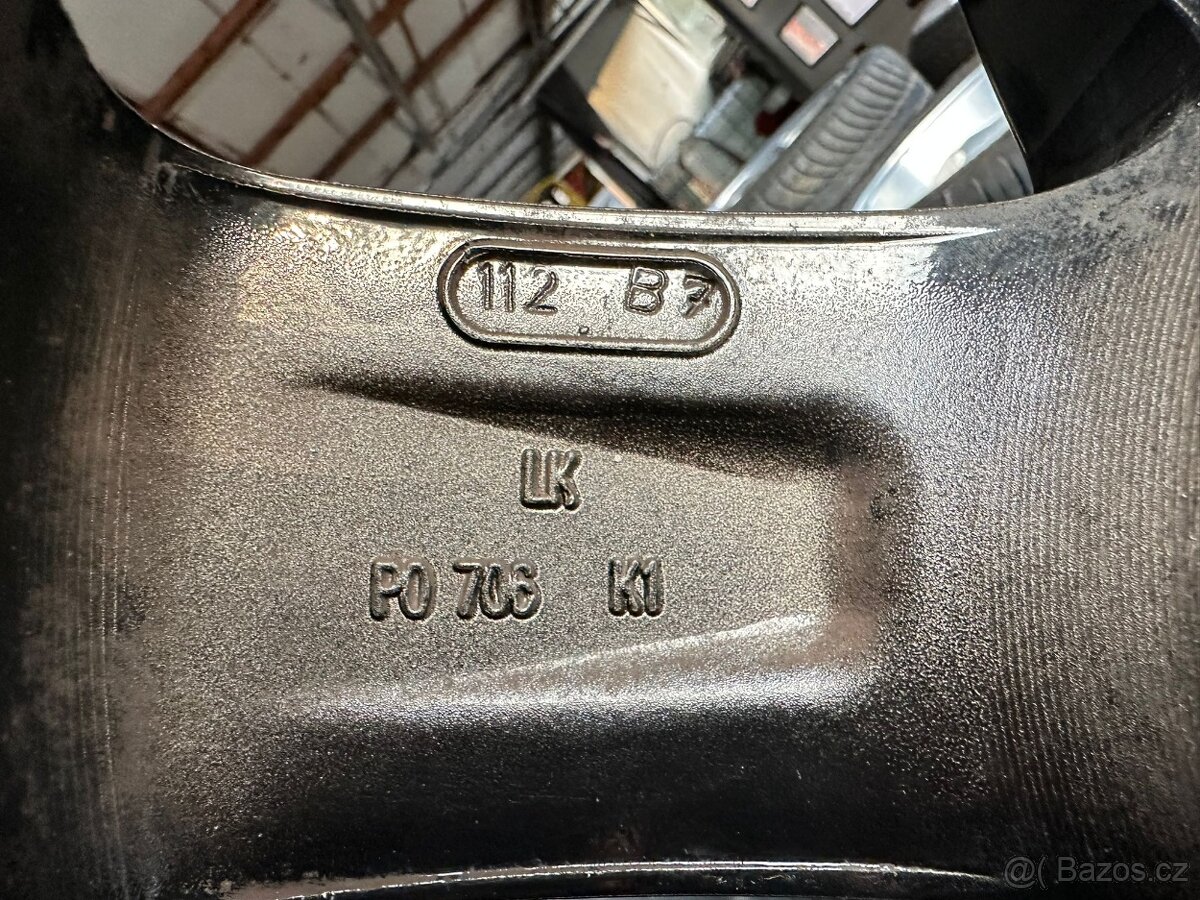 112 B7
LK
PO 706 K1
@( Bazos.cz